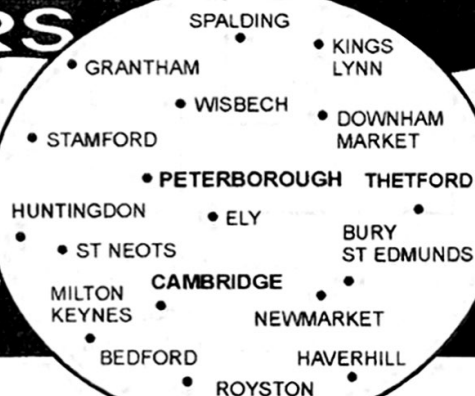 RS
SPALDING
KINGS
LYNN
GRANTHAM
WISBECH
DOWNHAM
MARKET
STAMFORD
PETERBOROUGH
THETFORD
HUNTINGDON
ELY
BURY
ST EDMUNDS
ST NEOTS
CAMBRIDGE
MILTON
KEYNES
NEWMARKET
BEDFORD
HAVERHILL
ROYSTON